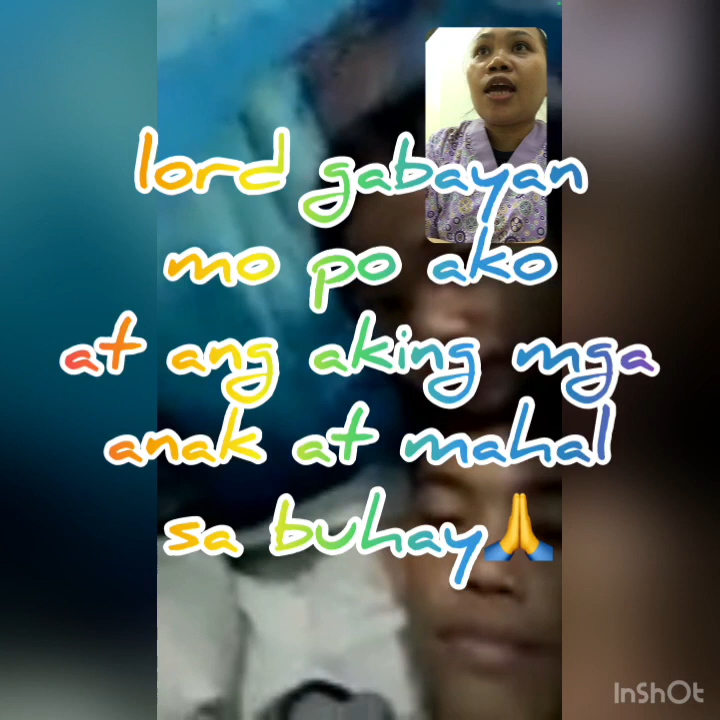 lord gabayan
mo po ako
at ang aking mga
anak at mahal
sa buhay🙏
InShOt